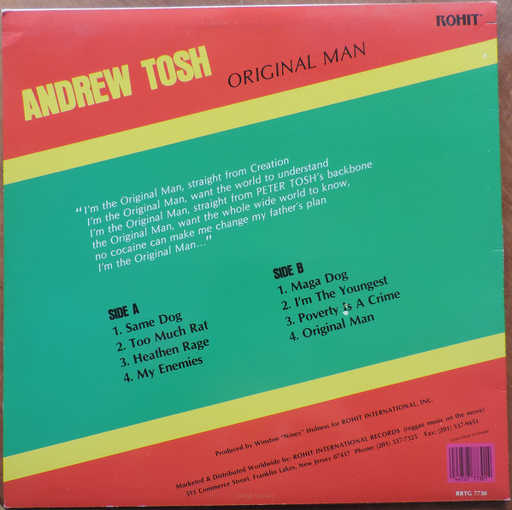 ROHIT
ANDREW TOSH ORIGINAL MAN
"I'm the Original Man, straight from Creation
I'm the Original Man, want the world to understand
I'm the Original Man, straight from PETER TOSH's backbone
the Original Man, want the whole wide world to know,
no cocaine can make me change my father's plan
I'm the Original Man..."
SIDE A
1. Same Dog
2. Too Much Rat
3. Heathen Rage
4. My Enemies
SIDE B
1. Maga Dog
2. I'm The Youngest
3. Poverty Is A Crime
4. Original Man
Produced by Winston "Niney" Holness for ROHIT INTERNATIONAL, INC.
Marketed & Distributed Worldwide by: ROHIT INTERNATIONAL RECORDS (reggae music on the move)
511 Commerce Street, Franklin Lakes, New Jersey 07417 Phone: (201) 337-7525 Fax: (201) 337-9451
RRTG 7730